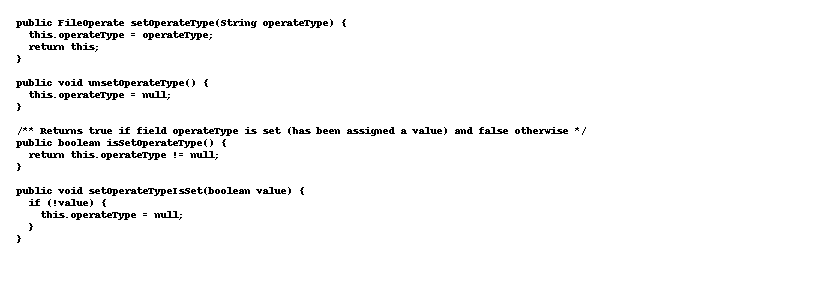 public FileOperate setOperateType(String operateType) {
  this.operateType = operateType;
  return this;
}
public void unsetOperateType() {
  this.operateType = null;
}
/** Returns true if field operateType is set (has been assigned a value) and false otherwise */
public boolean isSetOperateType() {
  return this.operateType != null;
}
public void setOperateTypeIsSet(boolean value) {
  if (!value) {
    this.operateType = null;
  }
}